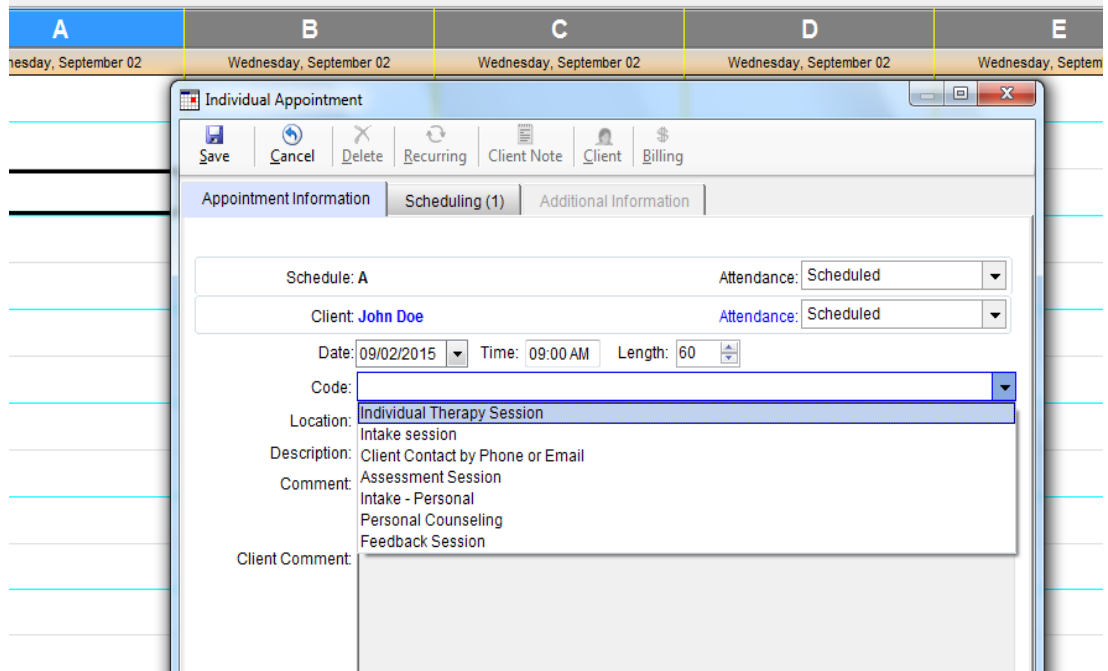 A B C D E
nesday, September 02 Wednesday, September 02 Wednesday, September 02 Wednesday, September 02 Wednesday, Septem
Individual Appointment
Save Cancel Delete Recurring Client Note Client Billing
Appointment Information Scheduling (1) Additional Information
Schedule: A Attendance: Scheduled
Client: John Doe Attendance: Scheduled
Date: 09/02/2015 Time: 09:00 AM Length: 60
Code:
Location: Individual Therapy Session
Intake session
Description: Client Contact by Phone or Email
Comment: Assessment Session
Intake - Personal
Personal Counseling
Feedback Session
Client Comment: